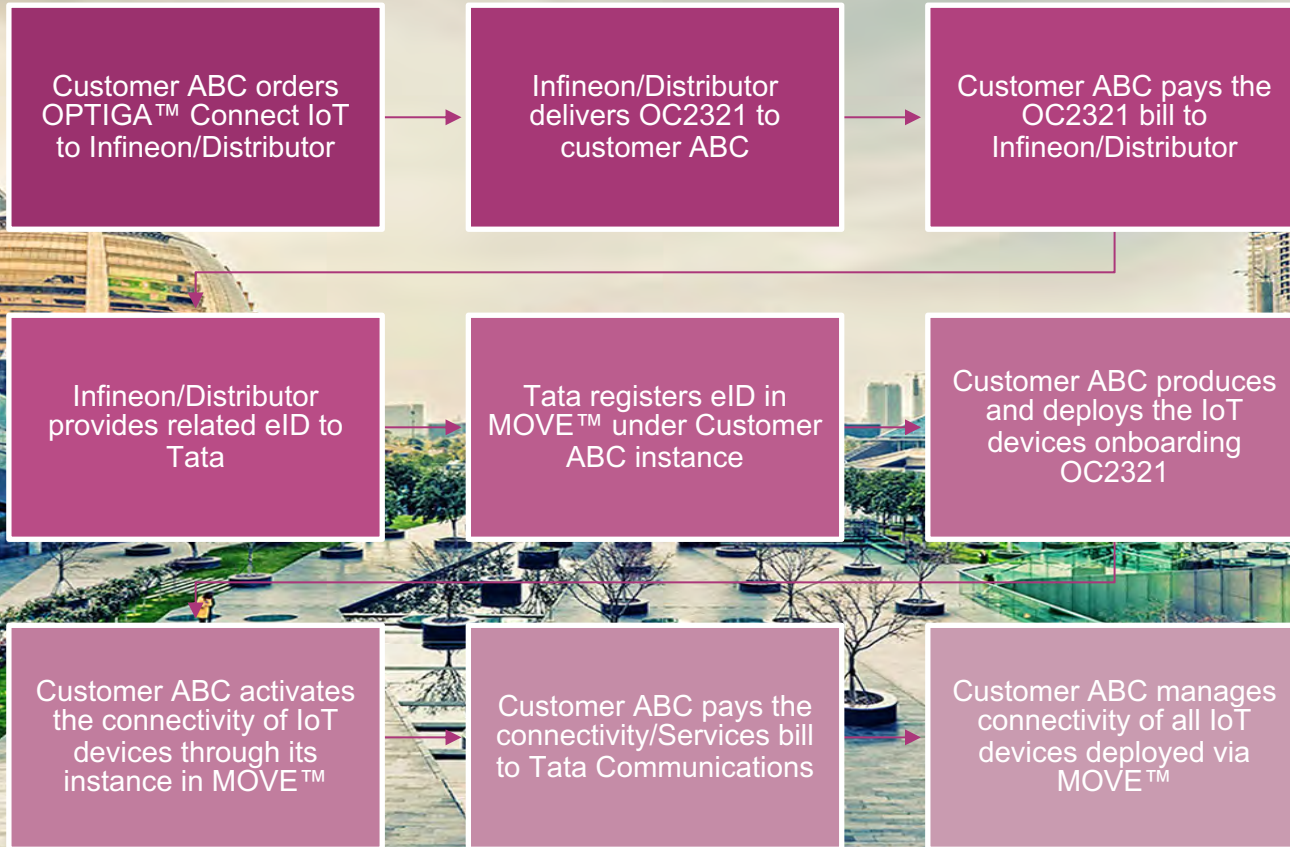 Customer ABC orders
OPTIGA™ Connect IoT
to Infineon/Distributor
Infineon/Distributor
delivers OC2321 to
customer ABC
Customer ABC pays the
OC2321 bill to
Infineon/Distributor
Infineon/Distributor
provides related eID to
Tata
Tata registers eID in
MOVE™ under Customer
ABC instance
Customer ABC produces
and deploys the IoT
devices onboarding
OC2321
Customer ABC activates
the connectivity of IoT
devices through its
instance in MOVE™
Customer ABC pays the
connectivity/Services bill
to Tata Communications
Customer ABC manages
connectivity of all IoT
devices deployed via
MOVE™